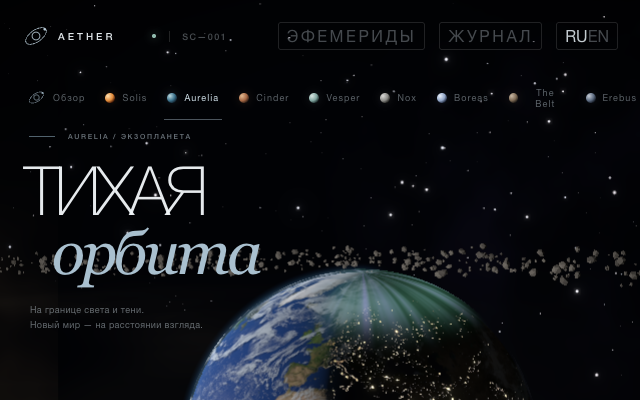 AETHER
SC—001
ЭФЕМЕРИДЫ
ЖУРНАЛ
RU EN
Обзор
Solis
Aurelia
Cinder
Vesper
Nox
Boreas
The Belt
Erebus
AURELIA / ЭКЗОПЛАНЕТА
ТИХАЯ
орбита
На границе света и тени.
Новый мир — на расстоянии взгляда.